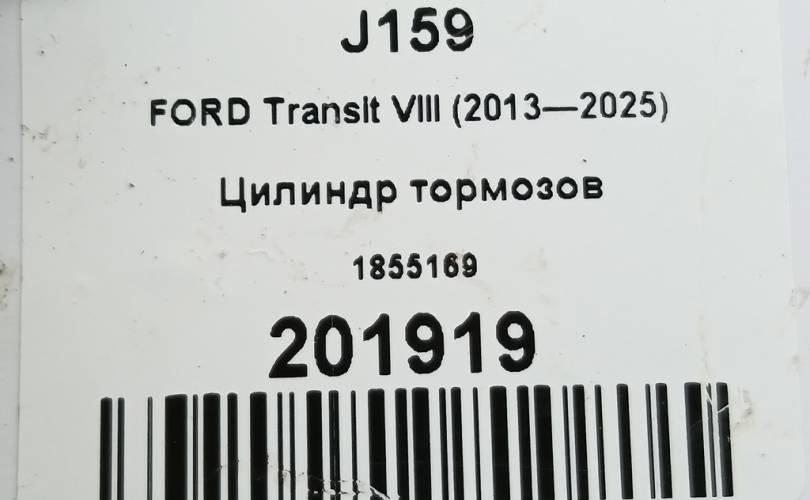 J159
FORD Transit VIII (2013—2025)
Цилиндр тормозов
1855169
201919